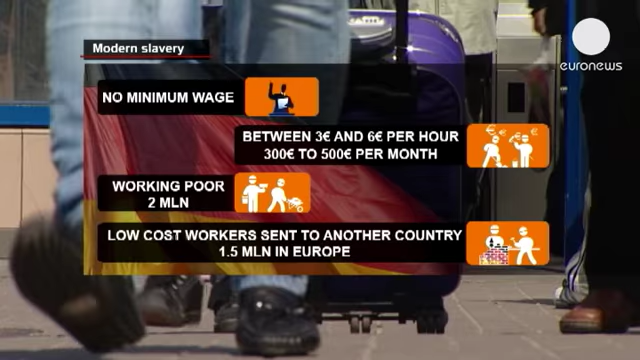 Modern slavery
euronews
NO MINIMUM WAGE
BETWEEN 3€ AND 6€ PER HOUR
300€ TO 500€ PER MONTH
WORKING POOR
2 MLN
LOW COST WORKERS SENT TO ANOTHER COUNTRY
1.5 MLN IN EUROPE